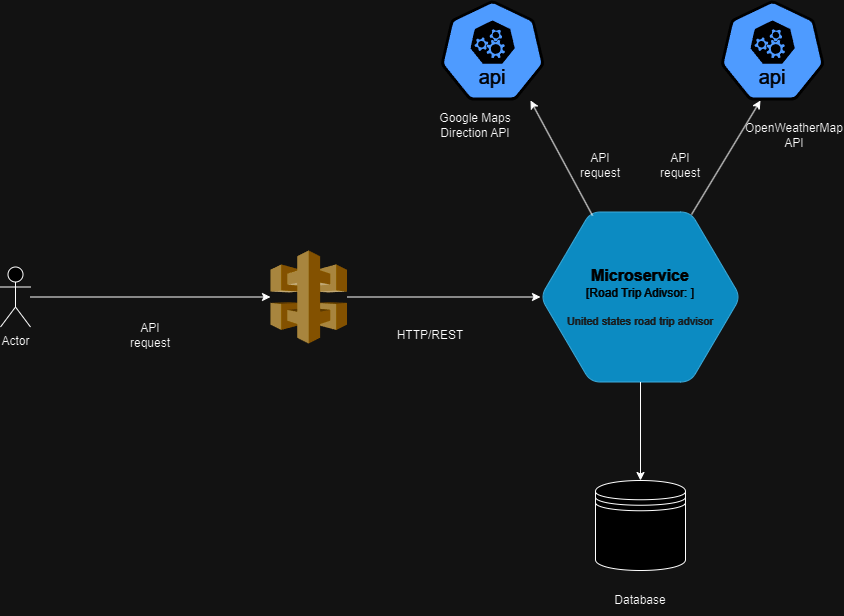 api
api
Google Maps
Direction API
OpenWeatherMap
API
API
request
API
request
Microservice
[Road Trip Adivsor: ]
United states road trip advisor
Actor
API
request
HTTP/REST
Database